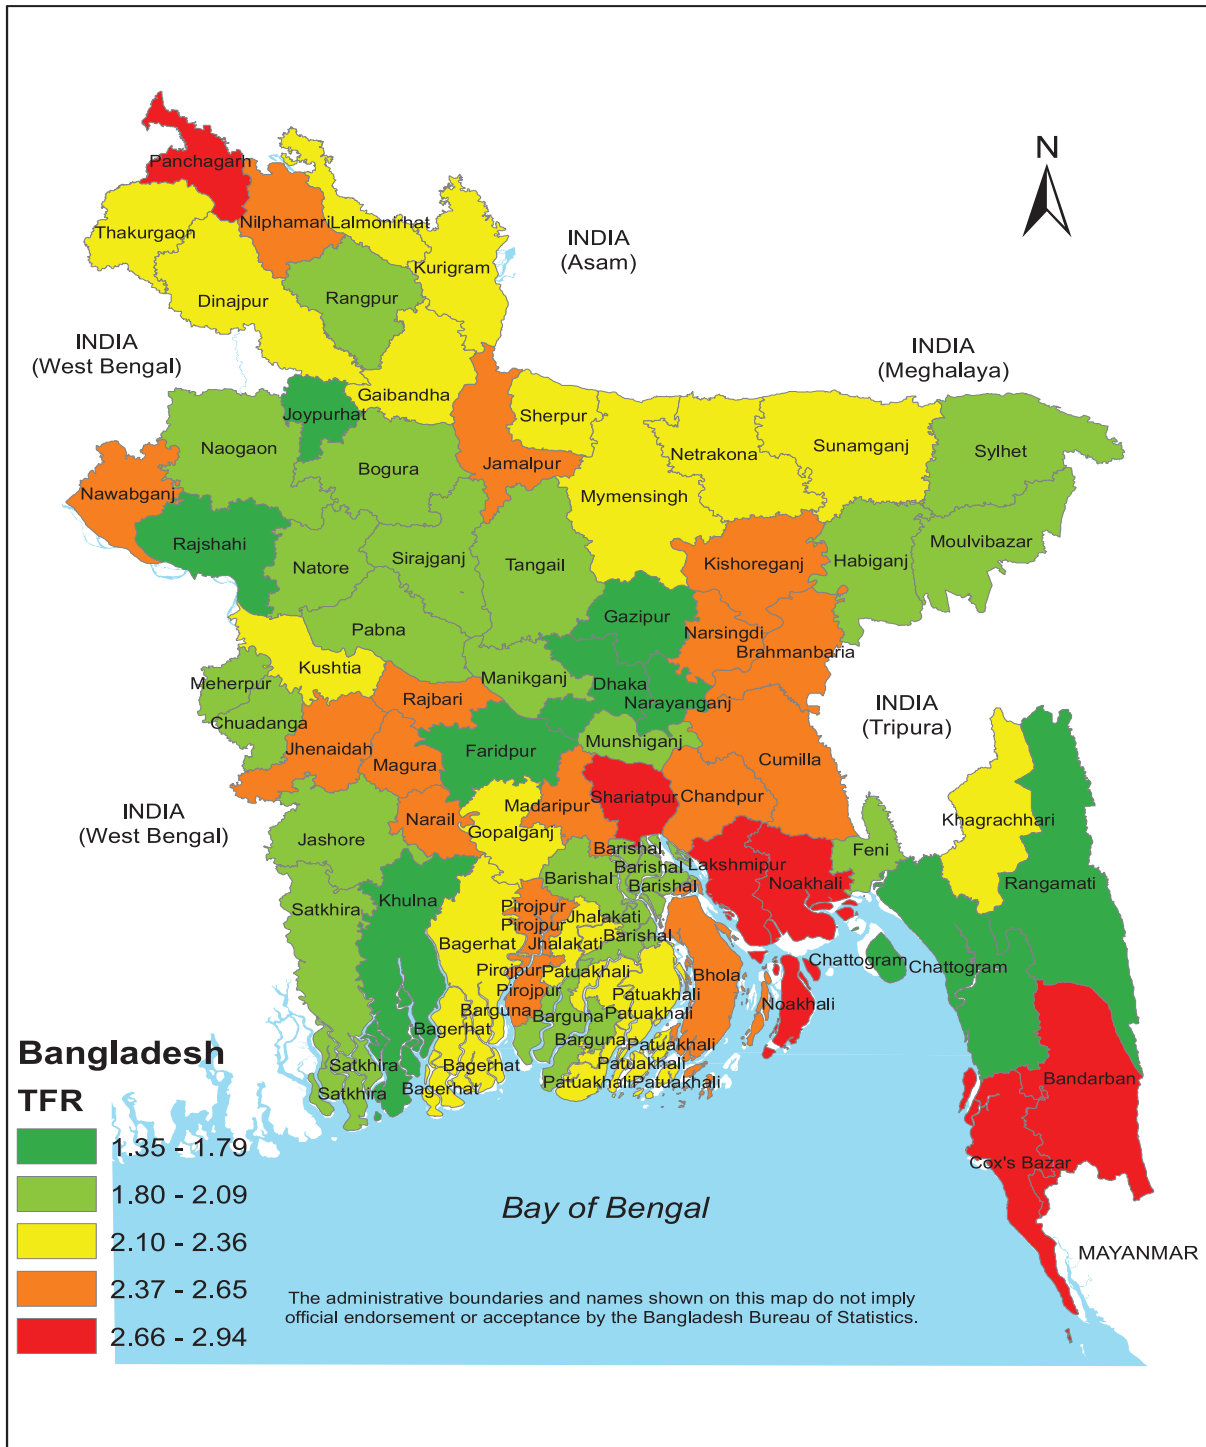 N
Panchagarh
Nilphamari
Lalmonirhat
Thakurgaon
Kurigram
INDIA
(Asam)
Dinajpur
Rangpur
INDIA
(West Bengal)
INDIA
(Meghalaya)
Gaibandha
Joypurhat
Sherpur
Naogaon
Bogura
Jamalpur
Netrakona
Sunamganj
Sylhet
Nawabganj
Mymensingh
Rajshahi
Natore
Sirajganj
Tangail
Kishoreganj
Habiganj
Moulvibazar
Gazipur
Pabna
Narsingdi
Brahmanbaria
Kushtia
Meherpur
Manikganj
Dhaka
Narayanganj
Rajbari
Chuadanga
INDIA
(Tripura)
Jhenaidah
Magura
Faridpur
Munshiganj
Cumilla
INDIA
(West Bengal)
Narail
Madaripur
Shariatpur
Chandpur
Gopalganj
Khagrachhari
Jashore
Barishal
Barishal
Barishal
Barishal
Lakshmipur
Noakhali
Feni
Rangamati
Satkhira
Khulna
Pirojpur
Pirojpur
Jhalakati
Jhalakati
Barishal
Bagerhat
Pirojpur
Patuakhali
Pirojpur
Patuakhali
Bhola
Noakhali
Chattogram
Chattogram
Barguna
Barguna
Patuakhali
Bagerhat
Barguna
Patuakhali
Satkhira
Bagerhat
Patuakhali
Satkhira
Bagerhat
Patuakhali
Patuakhali
Bandarban
Cox's Bazar
Bangladesh
TFR
1.35 - 1.79
1.80 - 2.09
2.10 - 2.36
2.37 - 2.65
2.66 - 2.94
Bay of Bengal
MAYANMAR
The administrative boundaries and names shown on this map do not imply
official endorsement or acceptance by the Bangladesh Bureau of Statistics.